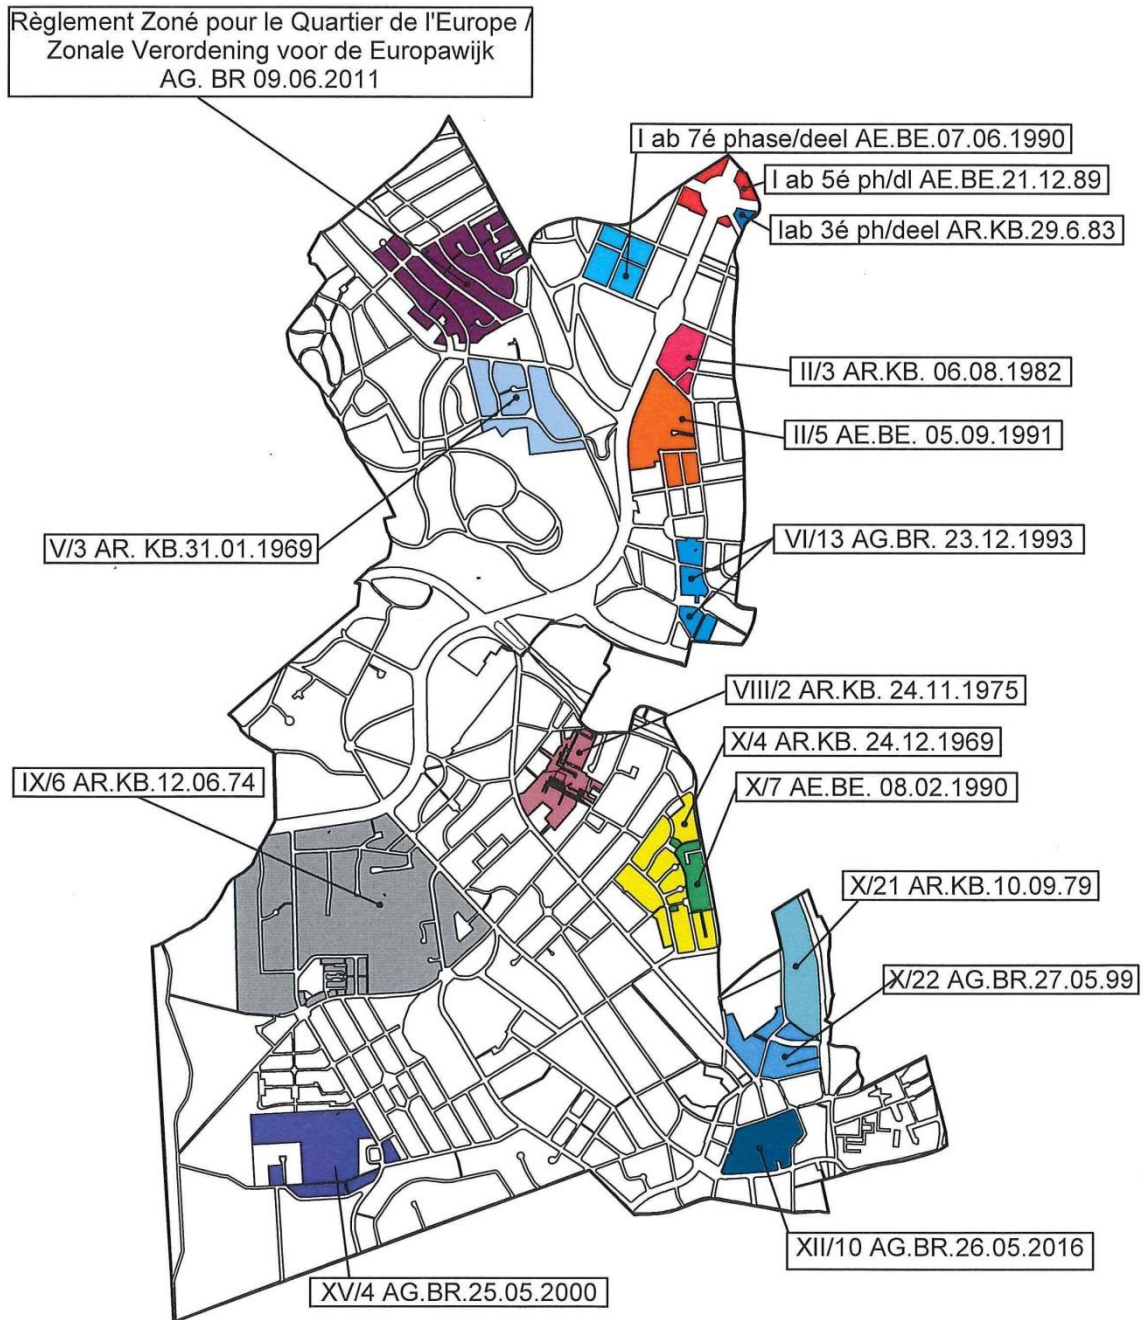 Règlement Zoné pour le Quartier de l'Europe /
Zonale Verordening voor de Europawijk
AG. BR 09.06.2011
I ab 7é phase/deel AE.BE.07.06.1990
I ab 5é ph/dl AE.BE.21.12.89
Iab 3é ph/deel AR.KB.29.6.83
II/3 AR.KB. 06.08.1982
II/5 AE.BE. 05.09.1991
V/3 AR. KB.31.01.1969
VI/13 AG.BR. 23.12.1993
VIII/2 AR.KB. 24.11.1975
X/4 AR.KB. 24.12.1969
IX/6 AR.KB.12.06.74
X/7 AE.BE. 08.02.1990
X/21 AR.KB.10.09.79
X/22 AG.BR.27.05.99
XII/10 AG.BR.26.05.2016
XV/4 AG.BR.25.05.2000